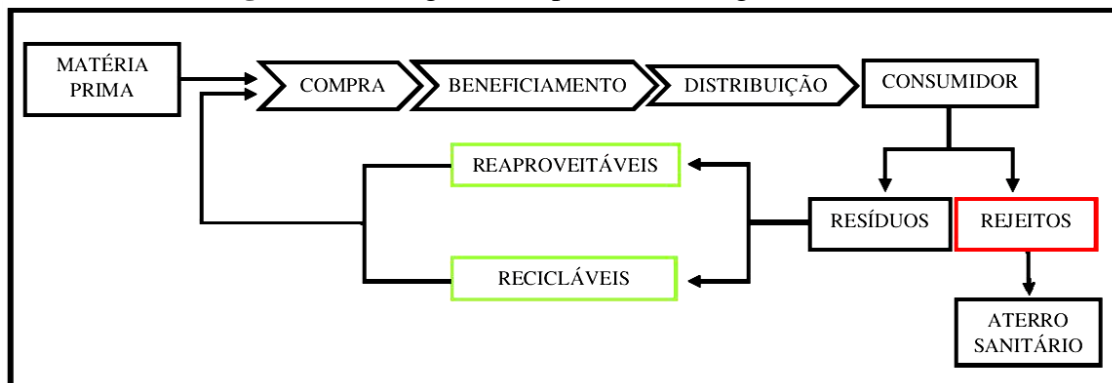 MATÉRIA
PRIMA
COMPRA
BENEFICIAMENTO
DISTRIBUIÇÃO
CONSUMIDOR
REAPROVEITÁVEIS
RESÍDUOS
REJEITOS
RECICLÁVEIS
ATERRO
SANITÁRIO